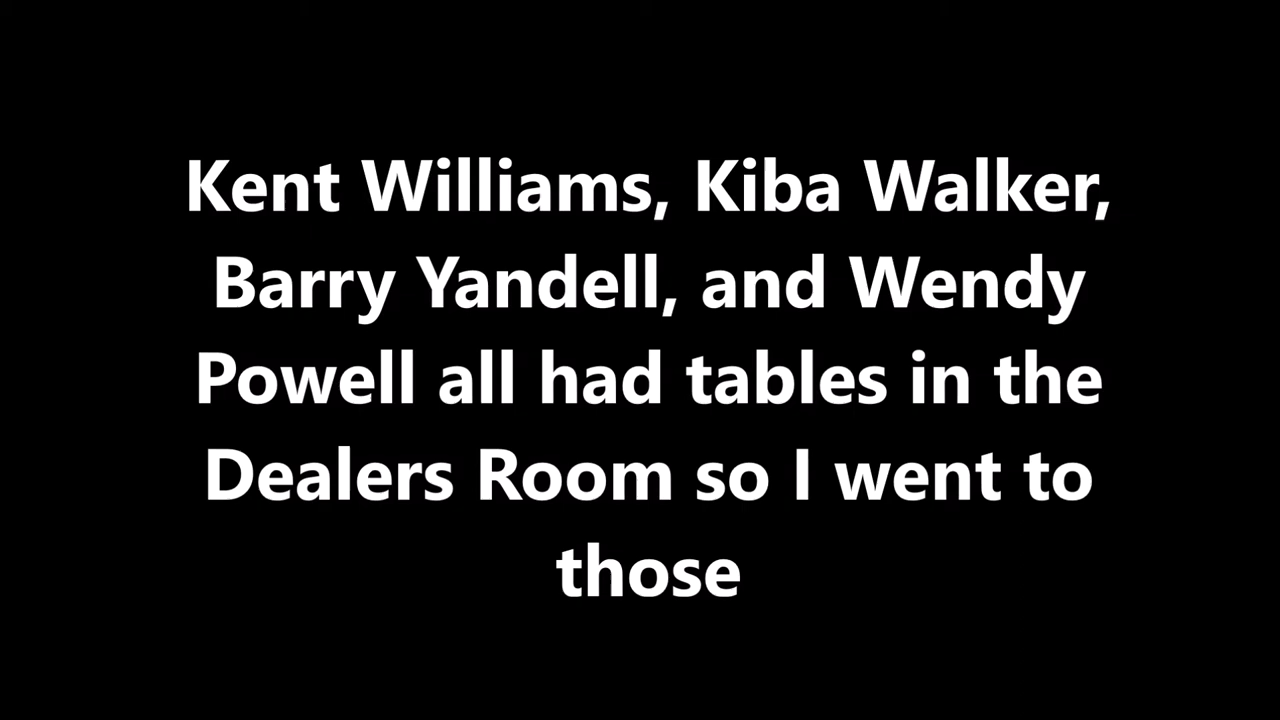 Kent Williams, Kiba Walker,
Barry Yandell, and Wendy
Powell all had tables in the
Dealers Room so I went to
those